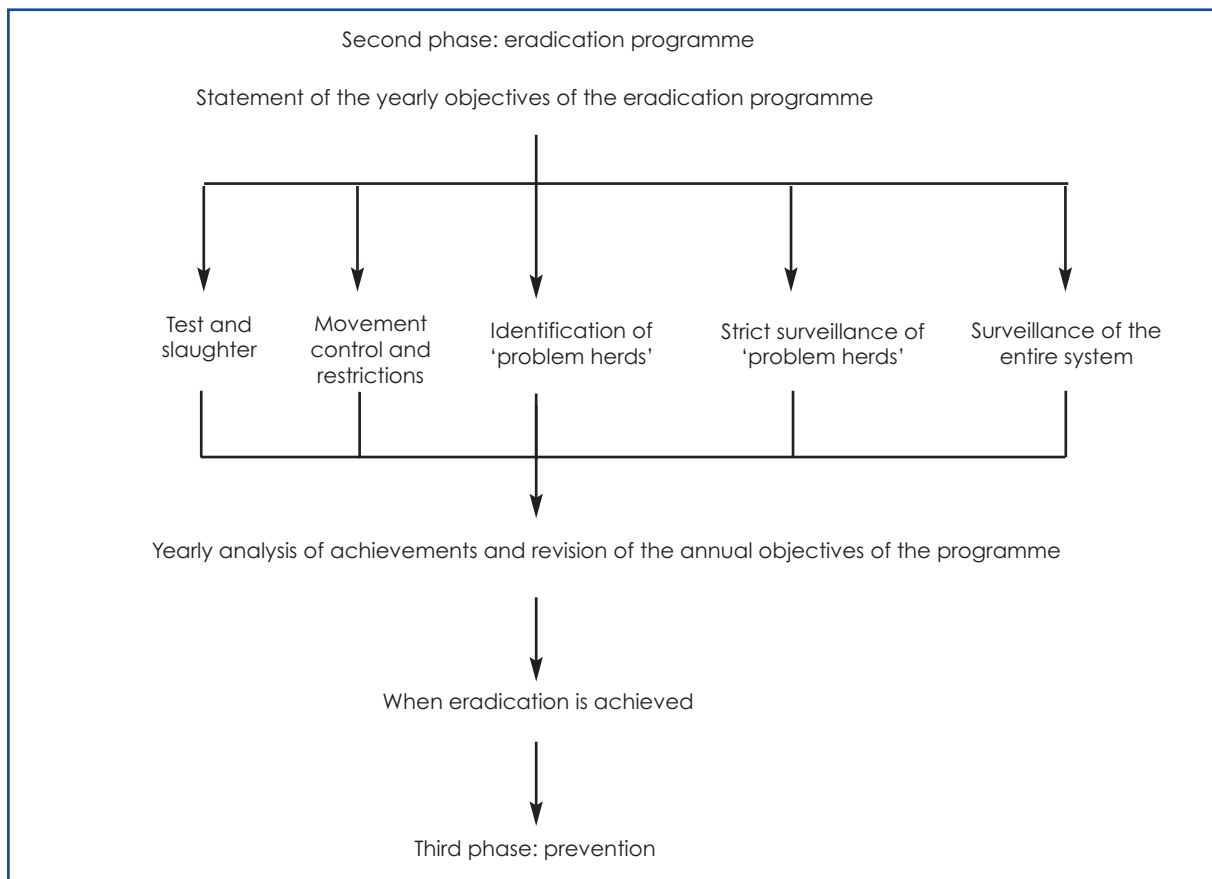 Second phase: eradication programme
Statement of the yearly objectives of the eradication programme
Test and
slaughter
Movement
control and
restrictions
Identification of
‘problem herds’
Strict surveillance of
‘problem herds’
Surveillance of the
entire system
Yearly analysis of achievements and revision of the annual objectives of the programme
When eradication is achieved
Third phase: prevention